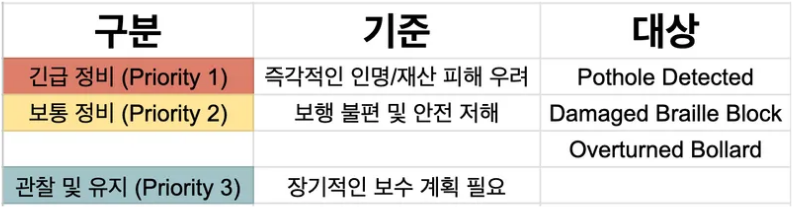 구분 기준 대상
긴급 정비 (Priority 1) 즉각적인 인명/재산 피해 우려 Pothole Detected
보통 정비 (Priority 2) 보행 불편 및 안전 저해 Damaged Braille Block
Overturned Bollard
관찰 및 유지 (Priority 3) 장기적인 보수 계획 필요